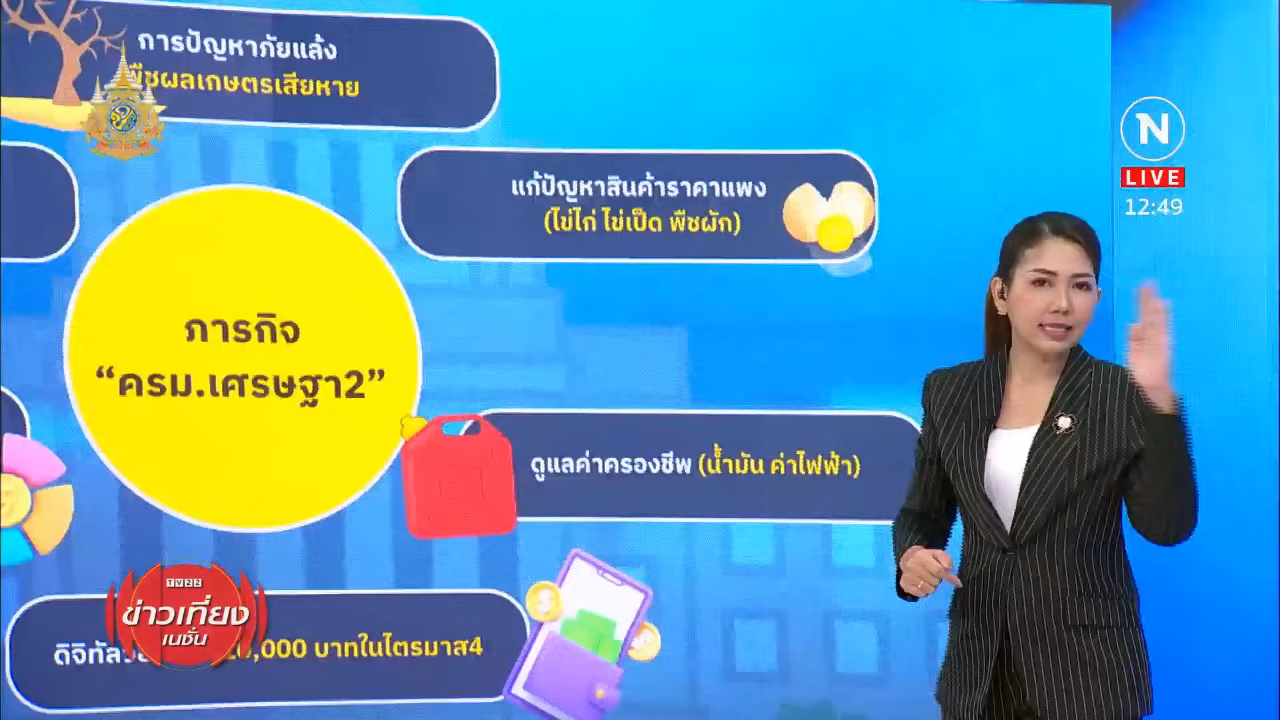 การปัญหาภัยแล้ง
พืชผลเกษตรเสียหาย
N
LIVE
12:49
แก้ปัญหาสินค้าราคาแพง
(ไข่ไก่ ไข่เป็ด พืชผัก)
ภารกิจ
“ครม.เศรษฐา2”
ดูแลค่าครองชีพ (น้ำมัน ค่าไฟฟ้า)
TV22
ข่าวเที่ยง
เนชั่น
บาทในไตรมาส4